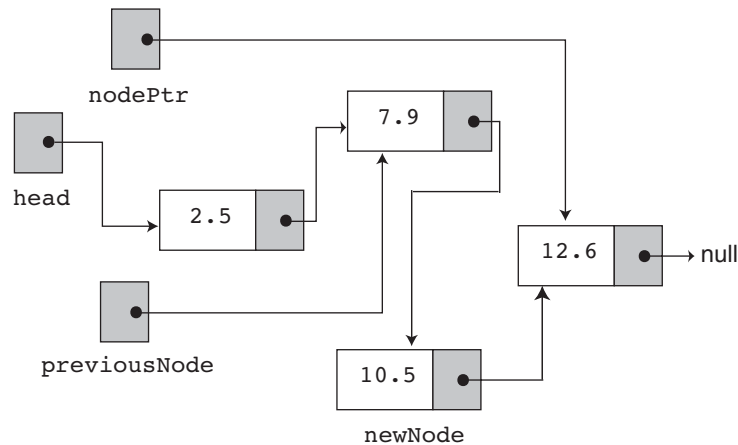 nodePtr
7.9
head
2.5
12.6
null
previousNode
10.5
newNode